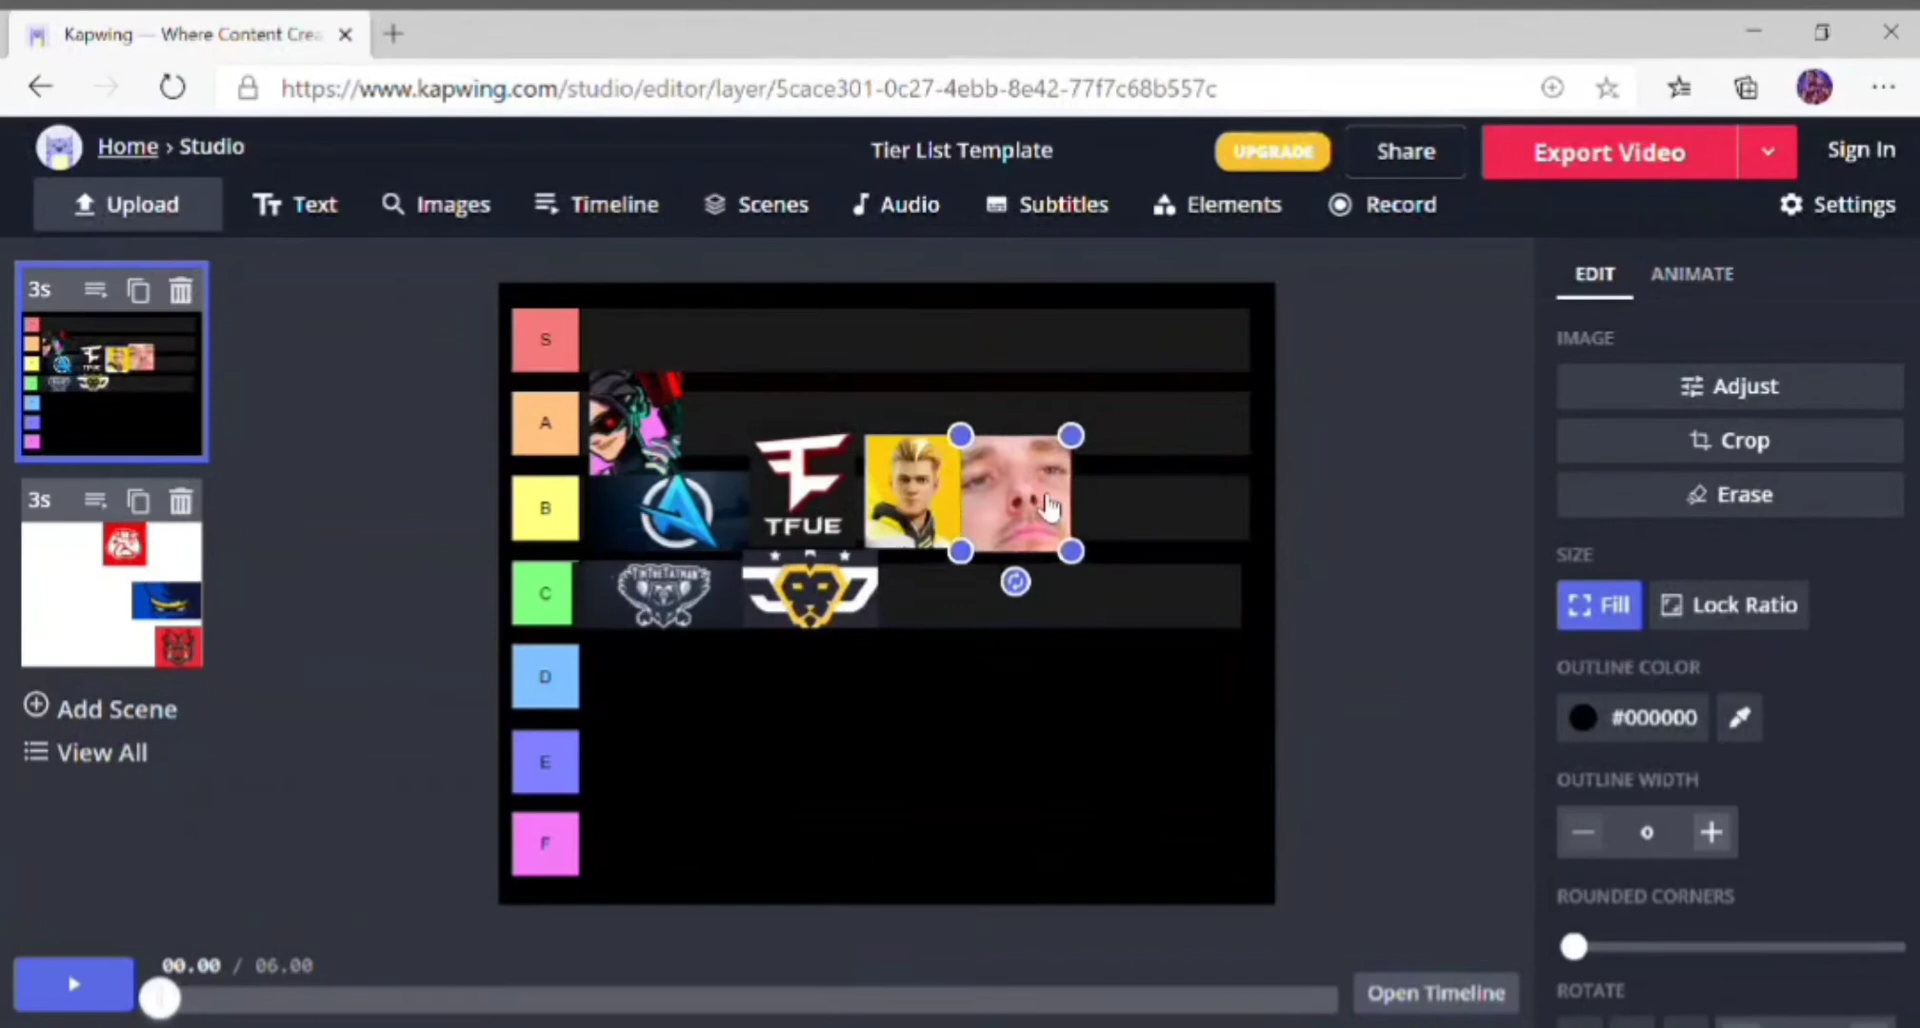 Kapwing — Where Content Crea
https://www.kapwing.com/studio/editor/layer/5cace301-0c27-4ebb-8e42-77f7c68b557c
Home › Studio
Tier List Template
UPGRADE
Share
Export Video
Sign In
Upload
Text
Images
Timeline
Scenes
Audio
Subtitles
Elements
Record
Settings
3s
3s
Add Scene
View All
S
A
B
C
D
E
F
TFUE
TIMTHETATMAN
EDIT
ANIMATE
IMAGE
Adjust
Crop
Erase
SIZE
Fill
Lock Ratio
OUTLINE COLOR
#000000
OUTLINE WIDTH
0
ROUNDED CORNERS
ROTATE
00.00 / 06.00
Open Timeline